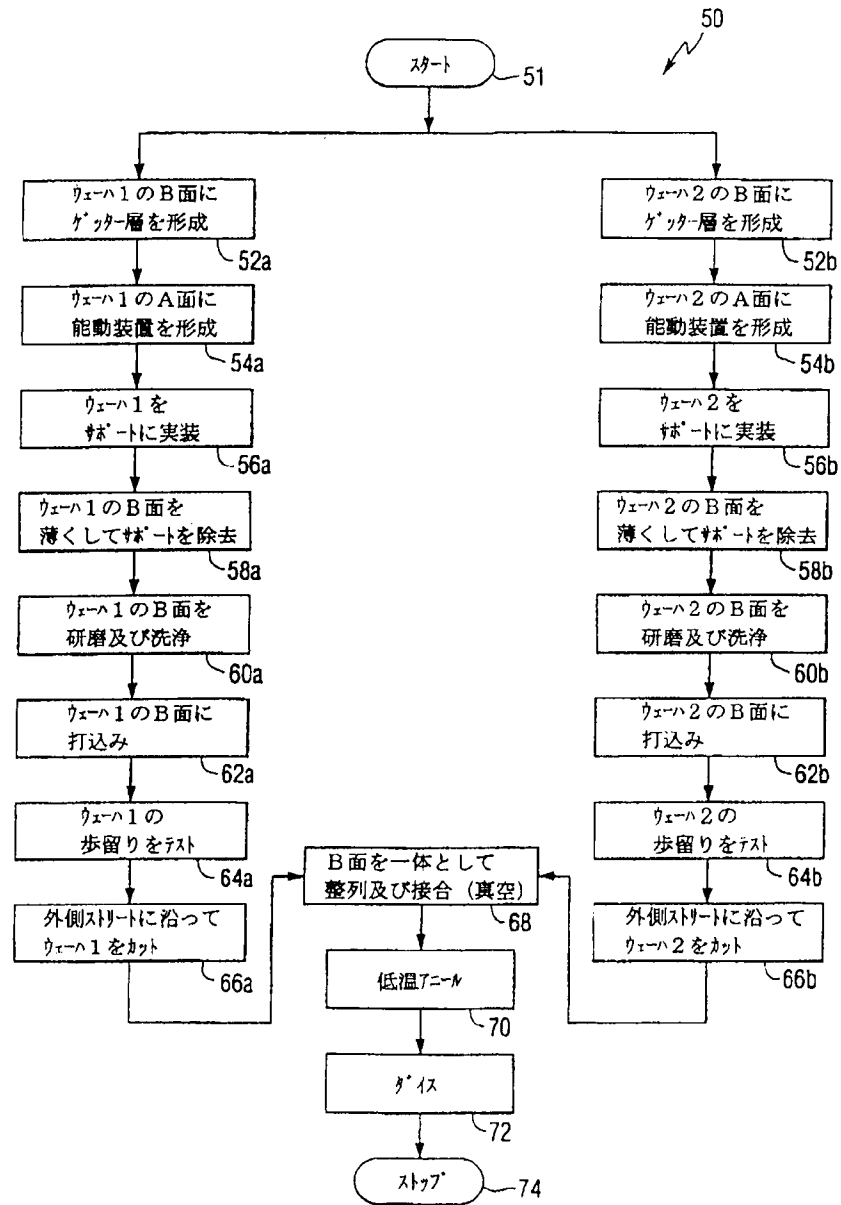 50
スタート
51
ウェーハ1のB面に
ゲッター層を形成
52a
ウェーハ2のB面に
ゲッター層を形成
52b
ウェーハ1のA面に
能動装置を形成
54a
ウェーハ2のA面に
能動装置を形成
54b
ウェーハ1を
サポートに実装
56a
ウェーハ2を
サポートに実装
56b
ウェーハ1のB面を
薄くしてサポートを除去
58a
ウェーハ2のB面を
薄くしてサポートを除去
58b
ウェーハ1のB面を
研磨及び洗浄
60a
ウェーハ2のB面を
研磨及び洗浄
60b
ウェーハ1のB面に
打込み
62a
ウェーハ2のB面に
打込み
62b
ウェーハ1の
歩留りをテスト
64a
ウェーハ2の
歩留りをテスト
64b
外側ストリートに沿って
ウェーハ1をカット
66a
外側ストリートに沿って
ウェーハ2をカット
66b
B面を一体として
整列及び接合（真空）
68
低温アニール
70
ダイス
72
ストップ
74